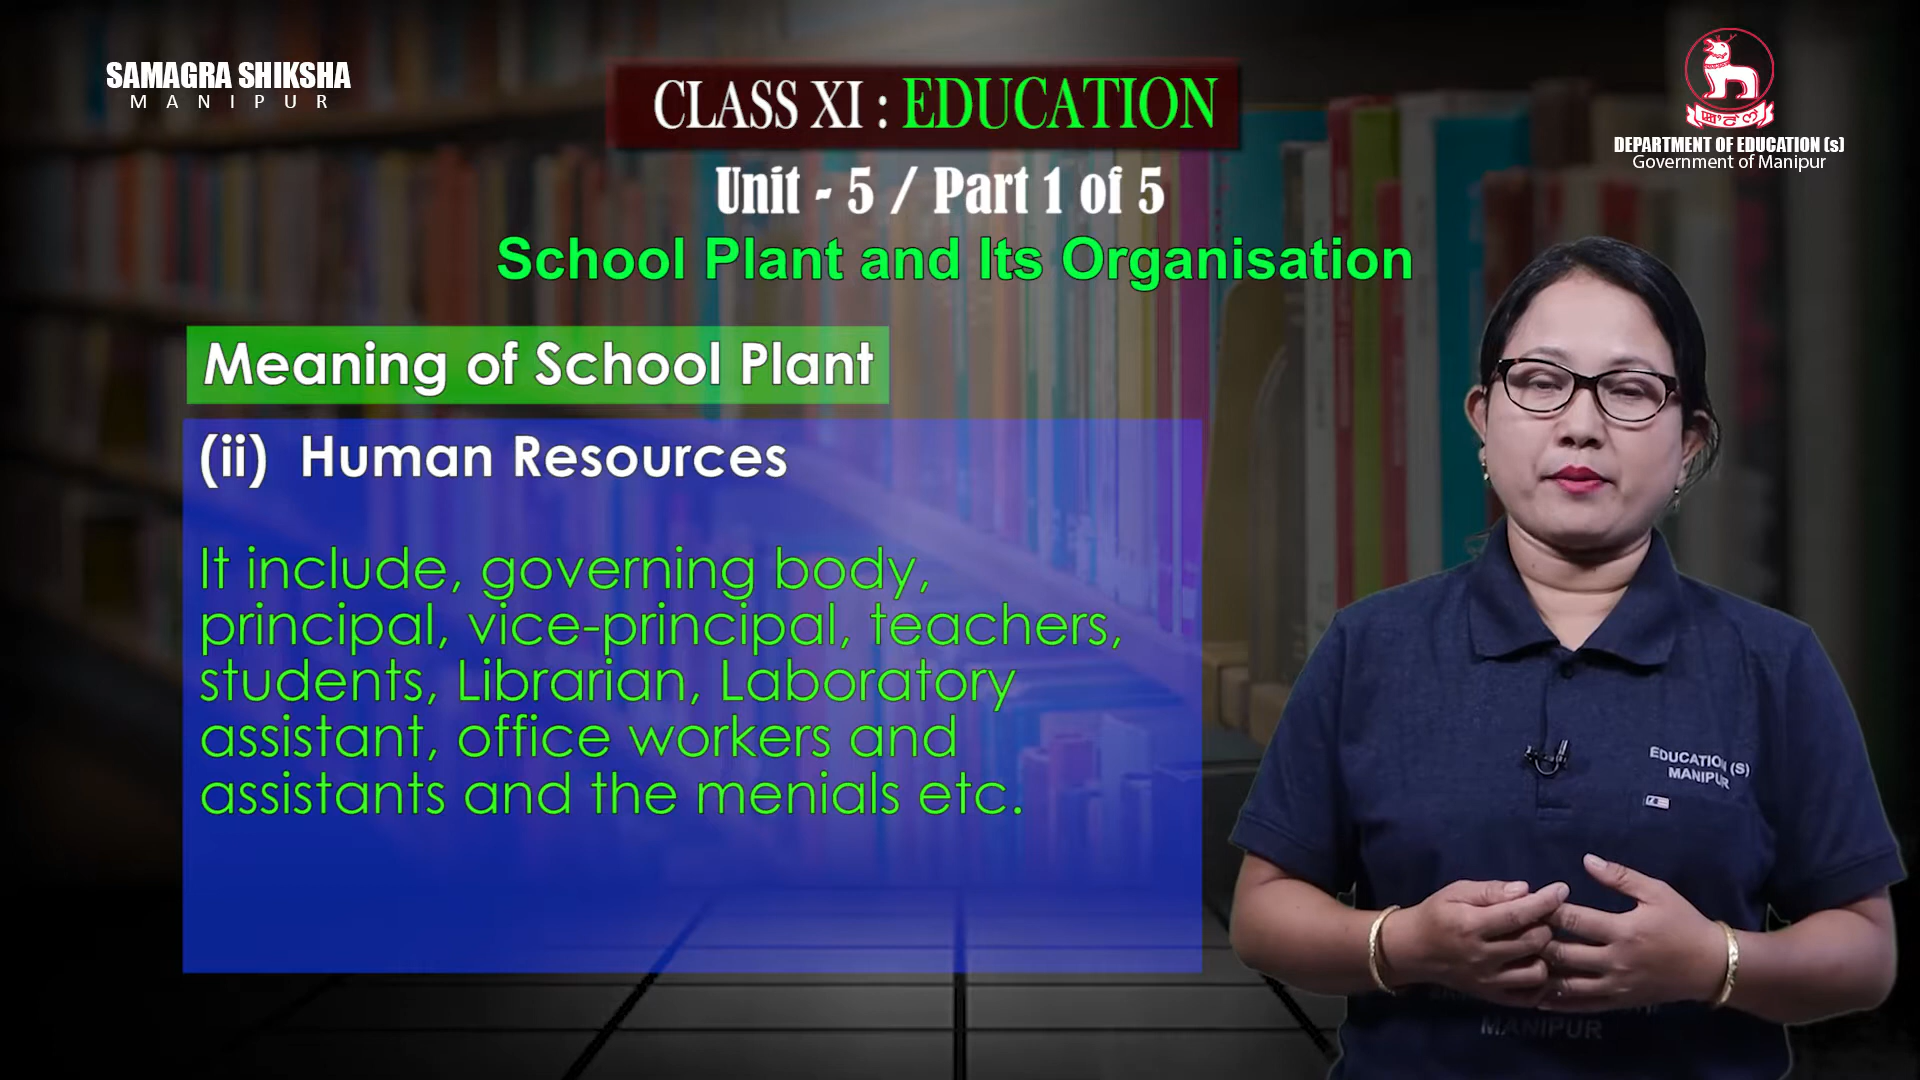 SAMAGRA SHIKSHA
MANIPUR
CLASS XI : EDUCATION
Unit - 5 / Part 1 of 5
School Plant and Its Organisation
DEPARTMENT OF EDUCATION (s)
Government of Manipur
Meaning of School Plant
(ii) Human Resources
It include, governing body,
principal, vice-principal, teachers,
students, Librarian, Laboratory
assistant, office workers and
assistants and the menials etc.
EDUCATION (S)
MANIPUR
MANIPUR